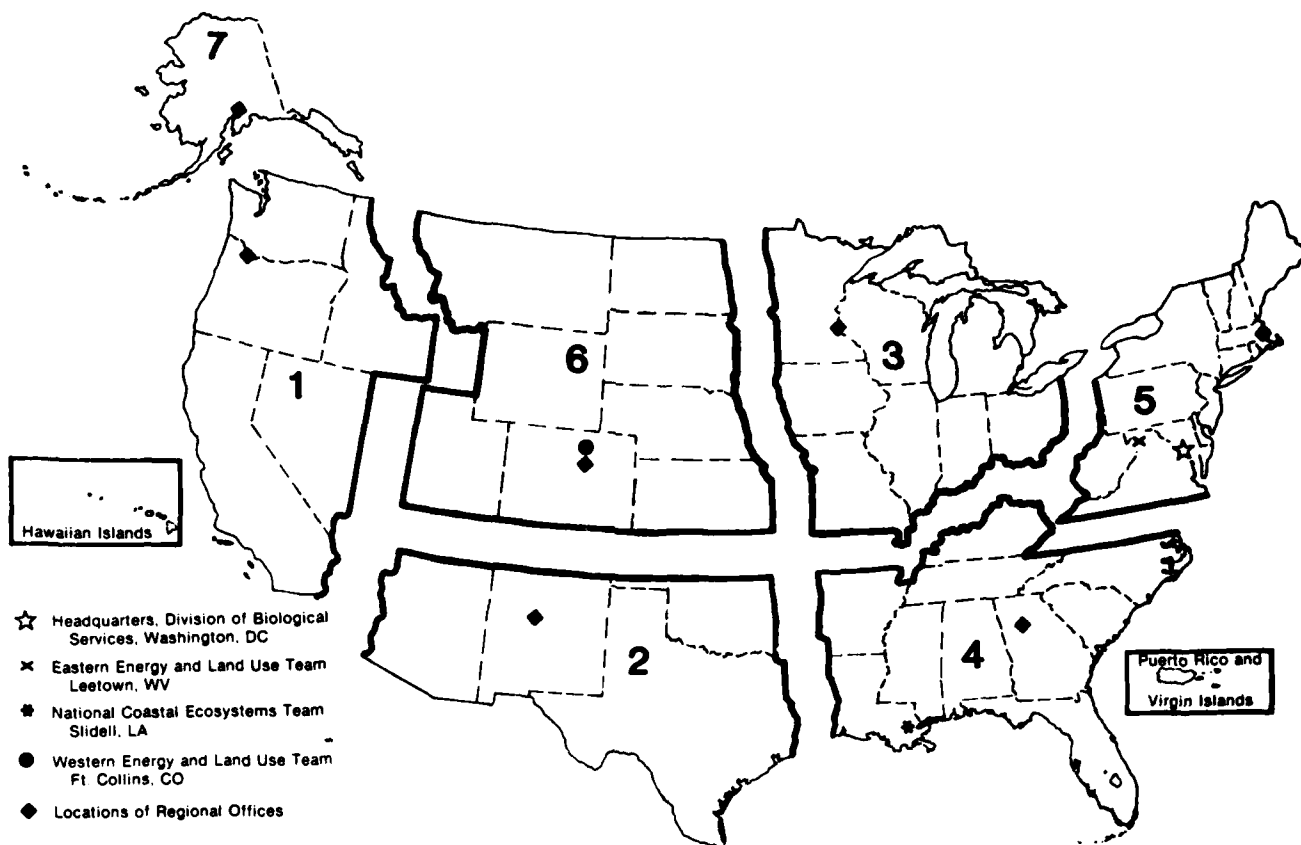 7
6
3
1
5
Hawaiian Islands
2
4
Puerto Rico and
Virgin Islands
Headquarters, Division of Biological
Services, Washington, DC
Eastern Energy and Land Use Team
Leetown, WV
National Coastal Ecosystems Team
Slidell, LA
Western Energy and Land Use Team
Ft. Collins, CO
Locations of Regional Offices